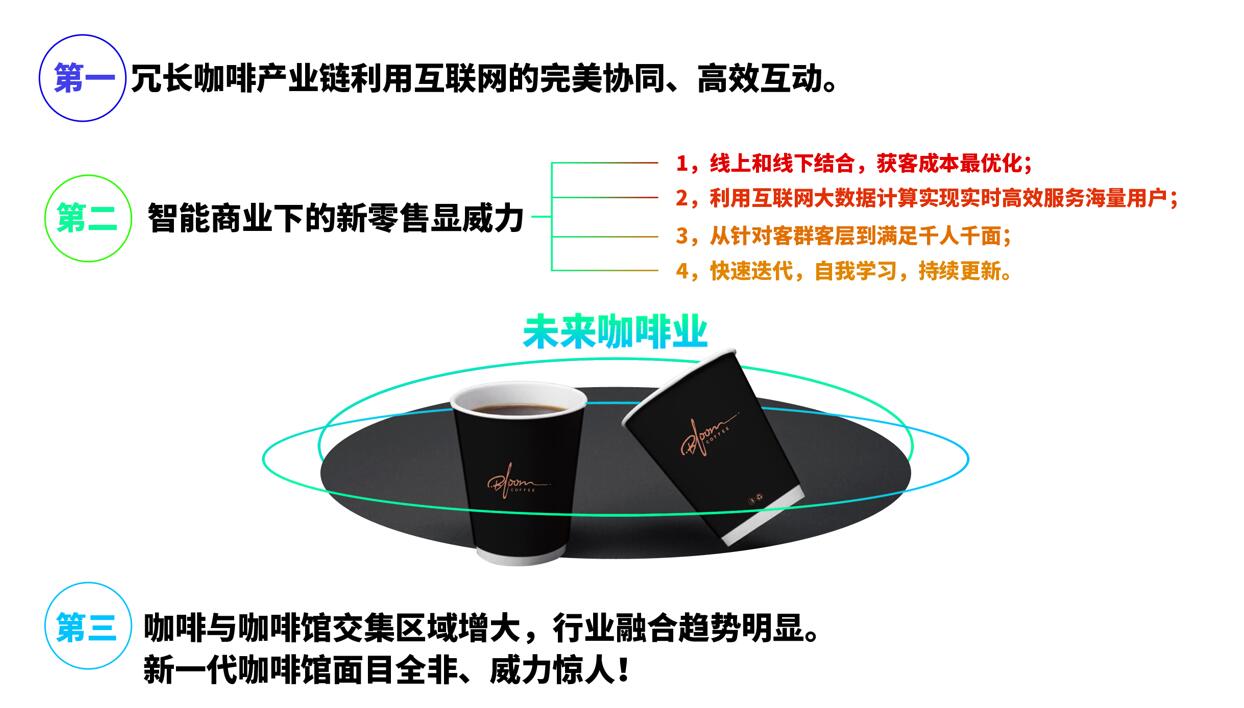 第一 冗长咖啡产业链利用互联网的完美协同、高效互动。
第二 智能商业下的新零售显威力
1，线上和线下结合，获客成本最优化；
2，利用互联网大数据计算实现实时高效服务海量用户；
3，从针对客群客层到满足千人千面；
4，快速迭代，自我学习，持续更新。
未来咖啡业
Bloom
COFFEE
Bloom
COFFEE
第三 咖啡与咖啡馆交集区域增大，行业融合趋势明显。
新一代咖啡馆面目全非、威力惊人！